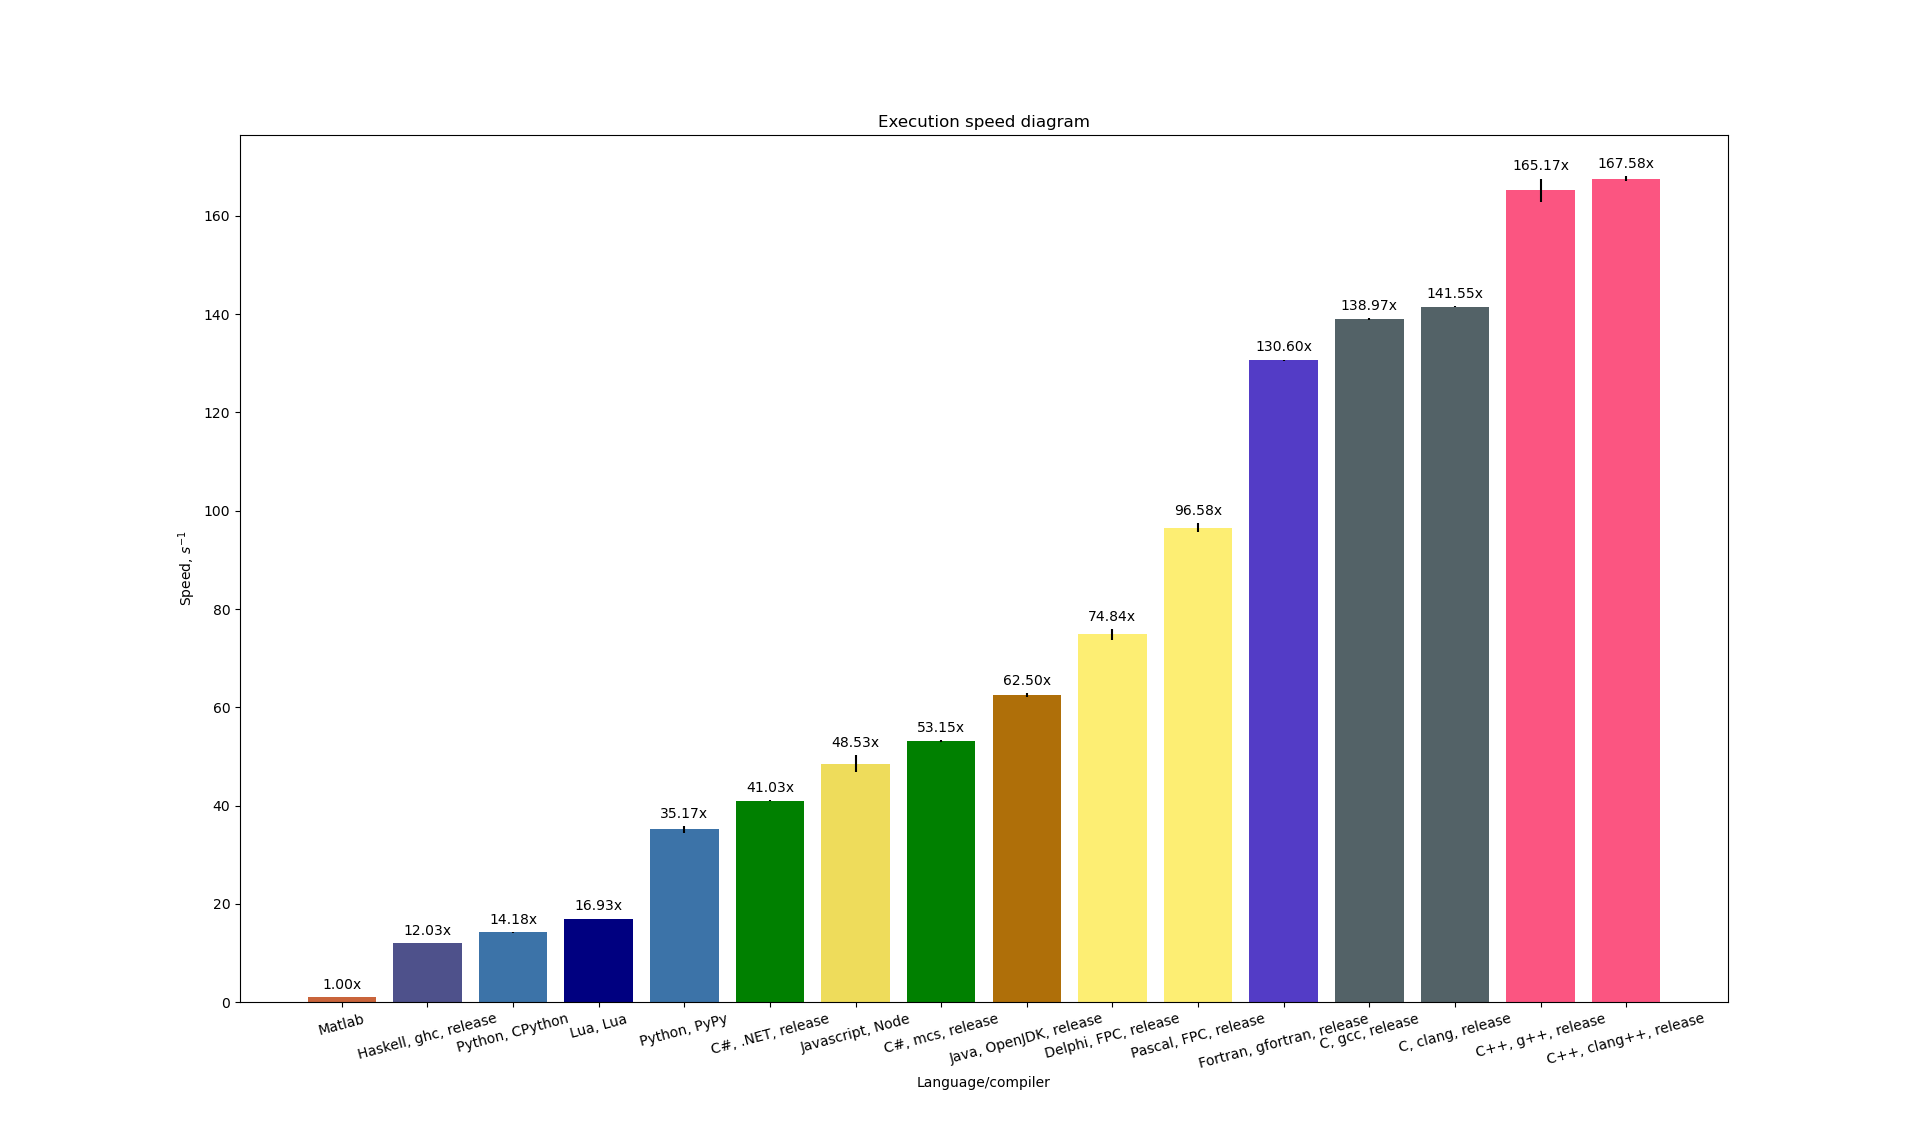 Execution speed diagram
Speed, s⁻¹
160
140
120
100
80
60
40
20
0
1.00x
12.03x
14.18x
16.93x
35.17x
41.03x
48.53x
53.15x
62.50x
74.84x
96.58x
130.60x
138.97x
141.55x
165.17x
167.58x
Matlab
Haskell, ghc, release
Python, CPython
Lua, Lua
Python, PyPy
C#, .NET, release
Javascript, Node
C#, mcs, release
Java, OpenJDK, release
Delphi, FPC, release
Pascal, FPC, release
Fortran, gfortran, release
C, gcc, release
C, clang, release
C++, g++, release
C++, clang++, release
Language/compiler